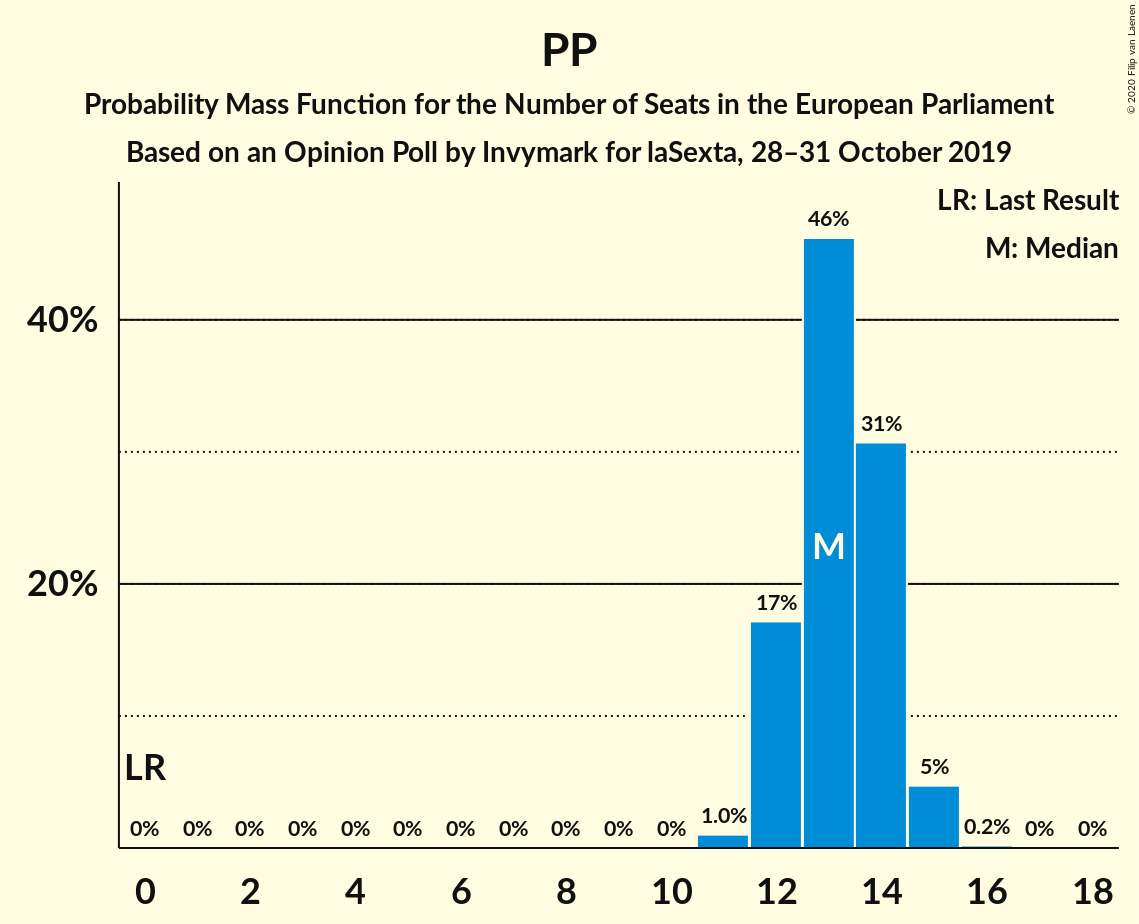 PP
Probability Mass Function for the Number of Seats in the European Parliament
Based on an Opinion Poll by Invymark for laSexta, 28–31 October 2019
© 2020 Filip van Laenen
LR: Last Result
M: Median
46%
40%
31%
M
20%
17%
LR
5%
0% 0% 0% 0% 0% 0% 0% 0% 0% 0% 0% 1.0% 0.2% 0% 0%
0 2 4 6 8 10 12 14 16 18